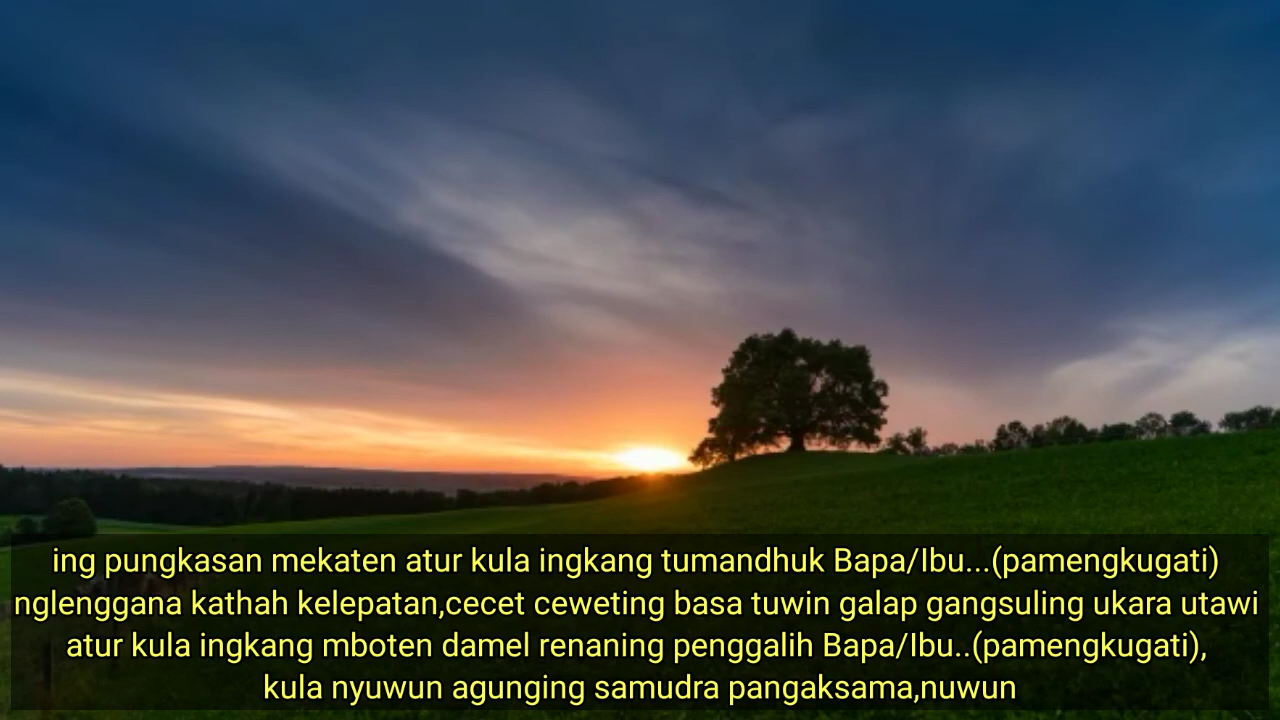 ing pungkasan mekaten atur kula ingkang tumandhuk Bapa/Ibu...(pamengkugati)
nglenggana kathah kelepatan,cecet ceweting basa tuwin galap gangsuling ukara utawi
atur kula ingkang mboten damel renaning penggalih Bapa/Ibu..(pamengkugati),
kula nyuwun agunging samudra pangaksama,nuwun